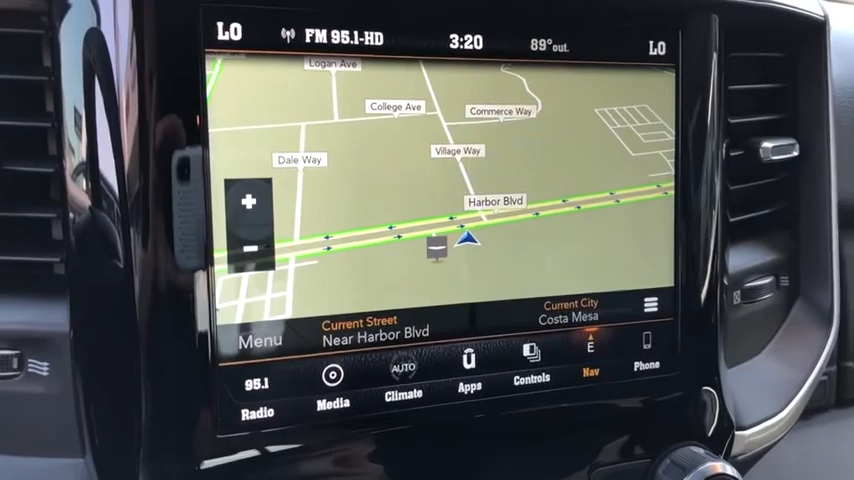 LO FM 95.1-HD 3:20 89°out. LO
Logan Ave
College Ave
Commerce Way
Village Way
Dale Way
Harbor Blvd
+
-
Menu
Current Street
Near Harbor Blvd
Current City
Costa Mesa
95.1
Radio
Media
AUTO
Climate
Apps
Controls
E
Nav
Phone